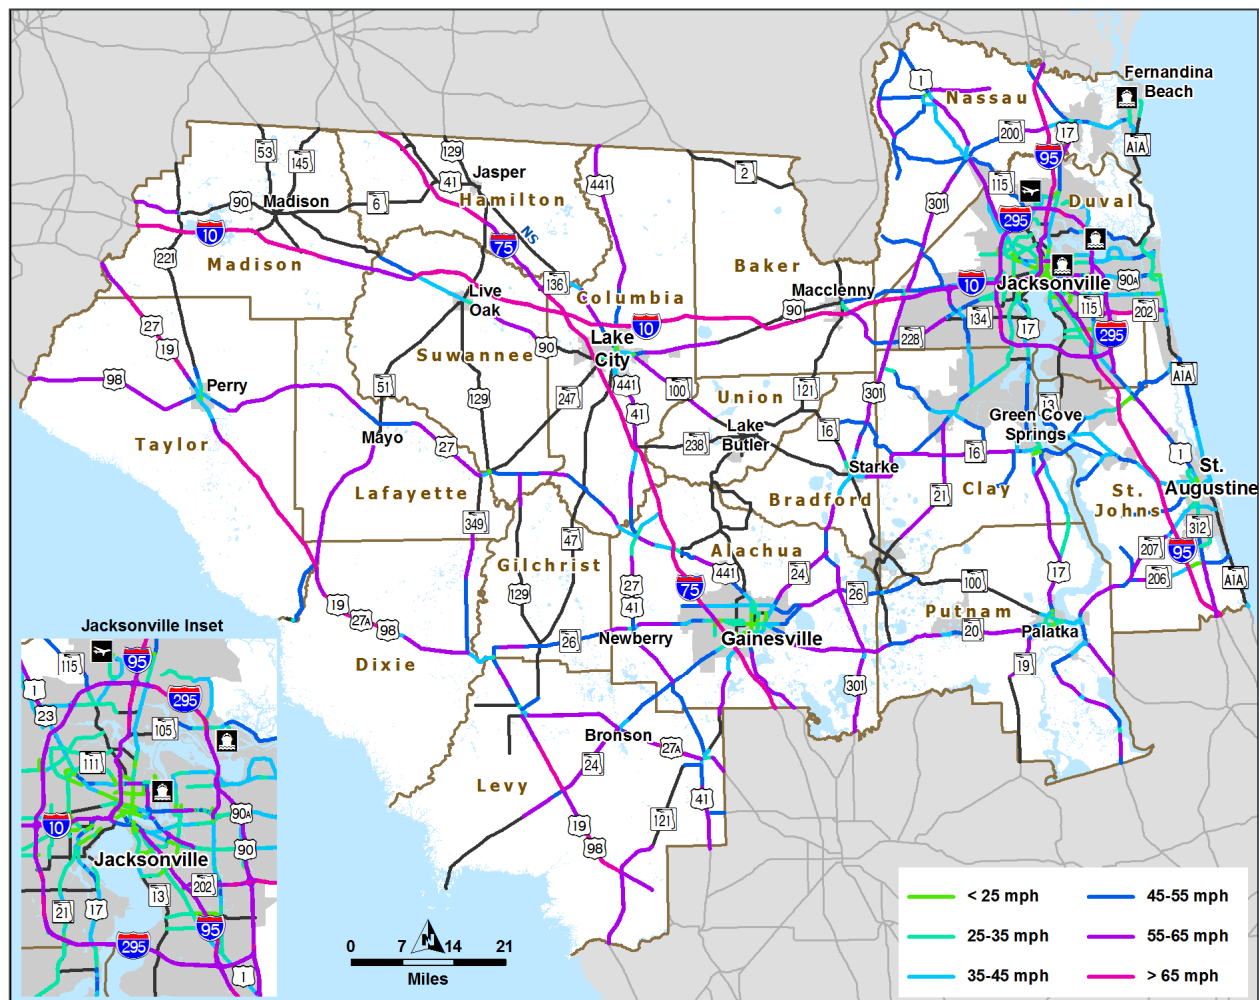 Fernandina
Beach
1
Nassau
200
17
A1A
95
129
53
145
Jasper
2
441
41
115
Duval
301
295
90
Madison
6
Hamilton
NS
10
75
221
Madison
136
Baker
Jacksonville
90A
Live
Oak
Columbia
Macclenny
10
90
134
115
202
27
10
17
228
295
19
Lake
City
Suwannee
90
98
Perry
51
129
247
441
100
121
301
A1A
41
Union
13
Green Cove
Springs
Taylor
Mayo
27
238
Lake
Butler
16
16
1
St.
Augustine
Starke
Lafayette
349
21
Clay
Bradford
St.
Johns
47
312
Gilchrist
Alachua
207
95
441
24
17
206
A1A
129
27
75
100
26
41
Putnam
19
27A
98
26
Newberry
Gainesville
20
Palatka
Dixie
19
301
Bronson
27A
24
Levy
41
121
19
98
Jacksonville Inset
95
115
1
295
23
105
111
10
90A
90
Jacksonville
202
13
21
17
95
295
1
N
0 7 14 21
Miles
< 25 mph
45-55 mph
25-35 mph
55-65 mph
35-45 mph
> 65 mph